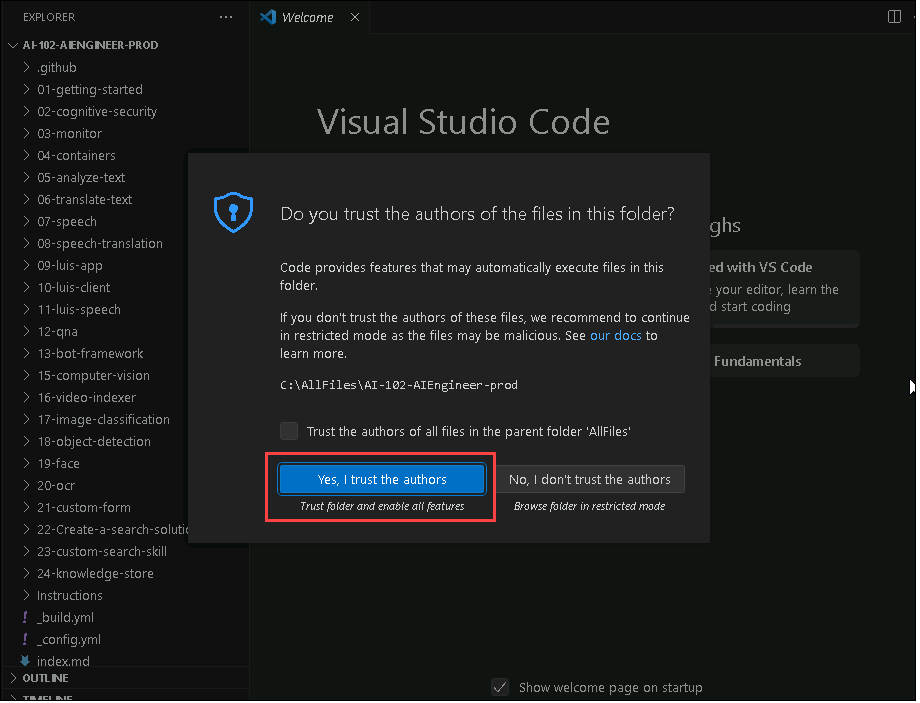 EXPLORER
AI-102-AIENGINEER-PROD
.github
01-getting-started
02-cognitive-security
03-monitor
04-containers
05-analyze-text
06-translate-text
07-speech
08-speech-translation
09-luis-app
10-luis-client
11-luis-speech
12-qna
13-bot-framework
15-computer-vision
16-video-indexer
17-image-classification
18-object-detection
19-face
20-ocr
21-custom-form
22-Create-a-search-solutio
23-custom-search-skill
24-knowledge-store
Instructions
! _build.yml
! _config.yml
index.md
OUTLINE
TIMELINE
Welcome
Visual Studio Code
Do you trust the authors of the files in this folder?
Code provides features that may automatically execute files in this
folder.
If you don't trust the authors of these files, we recommend to continue
in restricted mode as the files may be malicious. See our docs to
learn more.
C:\AllFiles\AI-102-AIEngineer-prod
Trust the authors of all files in the parent folder 'AllFiles'
Yes, I trust the authors
Trust folder and enable all features
No, I don't trust the authors
Browse folder in restricted mode
ghs
ed with VS Code
your editor, learn the
d start coding
Fundamentals
Show welcome page on startup